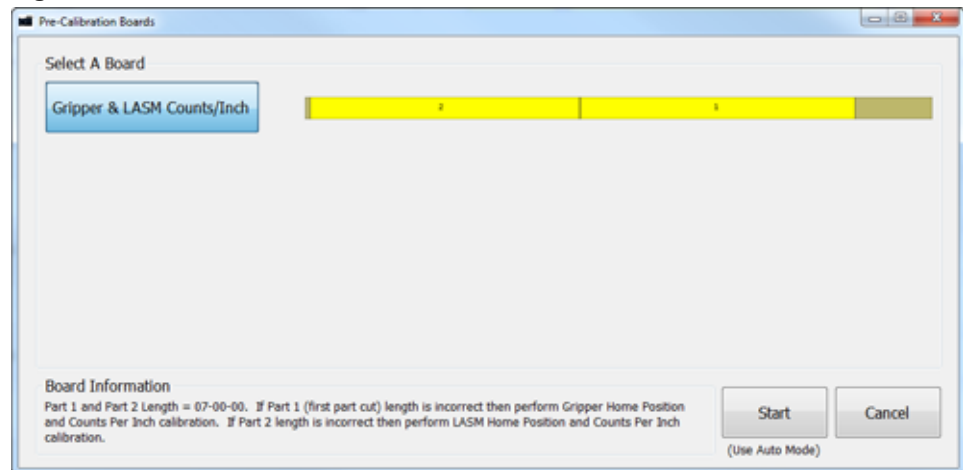 Pre-Calibration Boards
Select A Board
Gripper & LASM Counts/Inch
2
1
Board Information
Part 1 and Part 2 Length = 07-00-00.  If Part 1 (first part cut) length is incorrect then perform Gripper Home Position
and Counts Per Inch calibration.  If Part 2 length is incorrect then perform LASM Home Position and Counts Per Inch
calibration.
Start
Cancel
(Use Auto Mode)